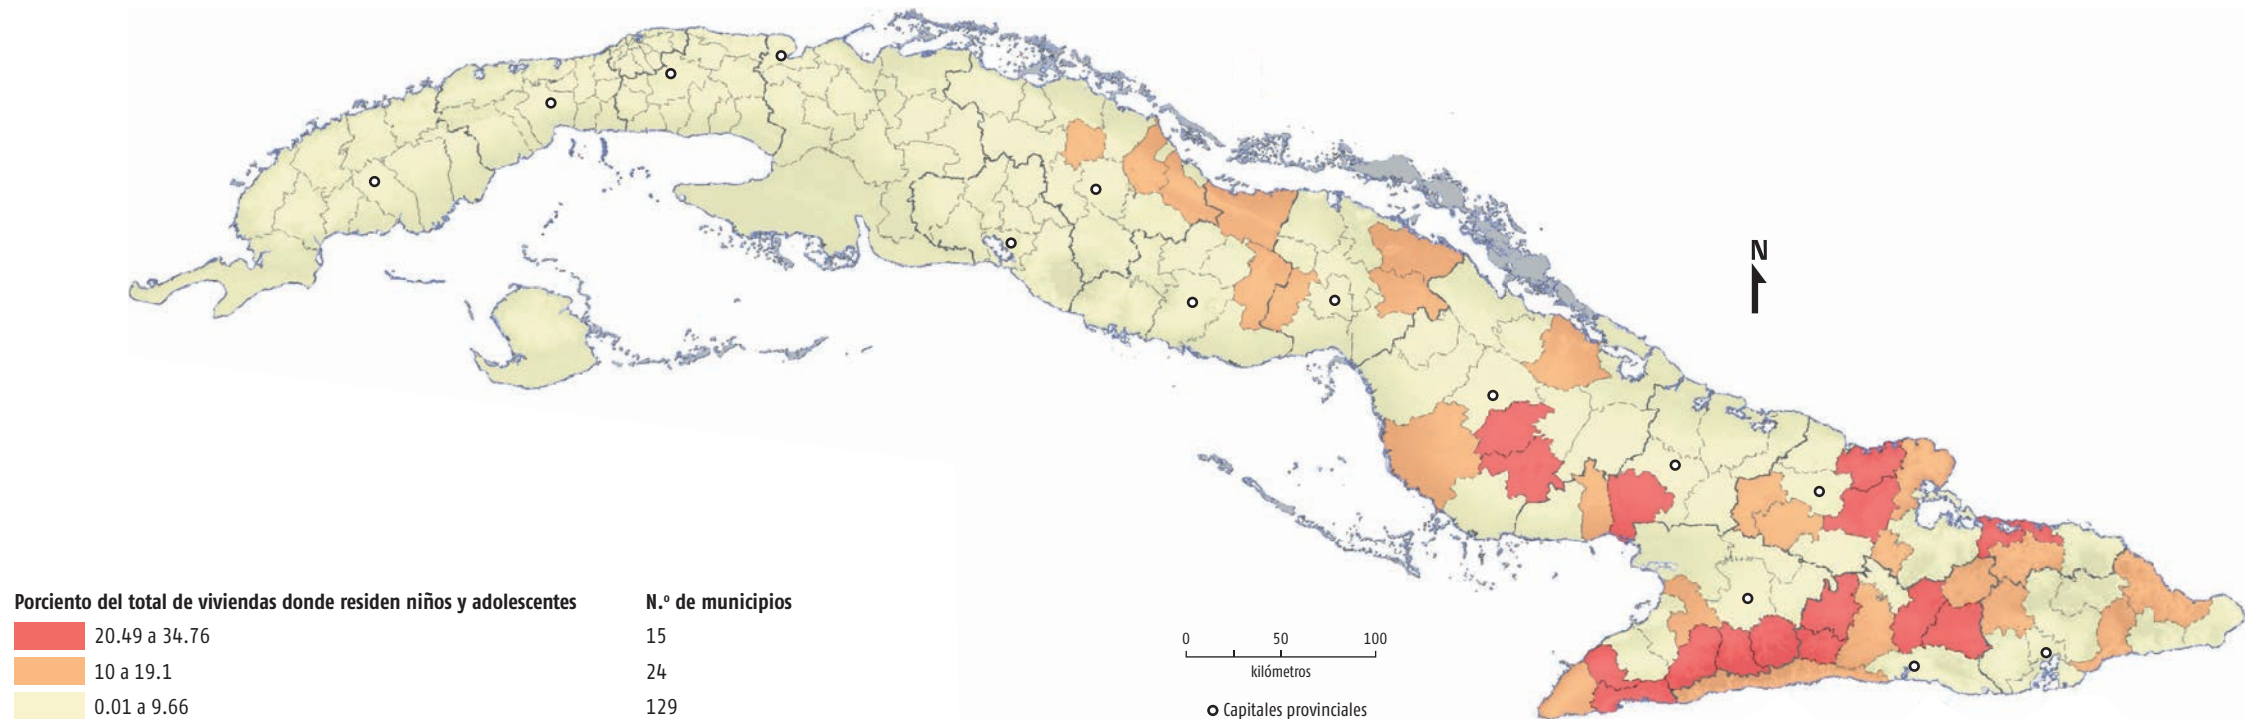 N
Porciento del total de viviendas donde residen niños y adolescentes N.º de municipios
20.49 a 34.76 15
10 a 19.1 24
0.01 a 9.66 129
0 50 100
kilómetros
Capitales provinciales